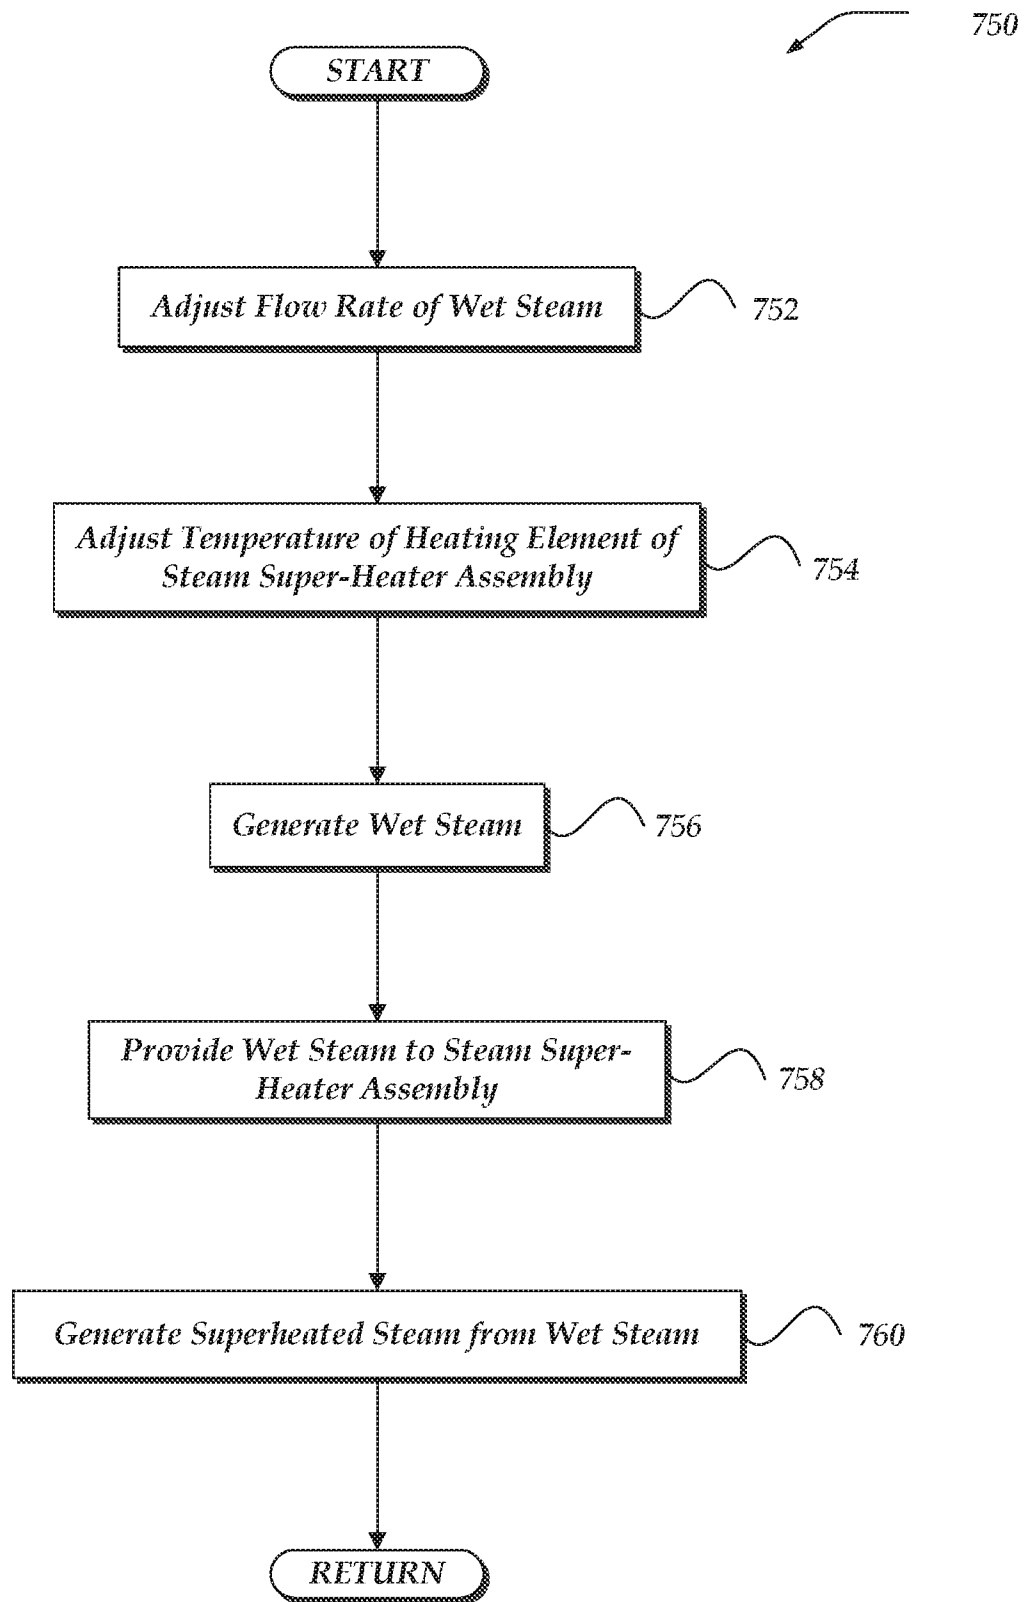 750
START
Adjust Flow Rate of Wet Steam
752
Adjust Temperature of Heating Element of
Steam Super-Heater Assembly
754
Generate Wet Steam
756
Provide Wet Steam to Steam Super-
Heater Assembly
758
Generate Superheated Steam from Wet Steam
760
RETURN